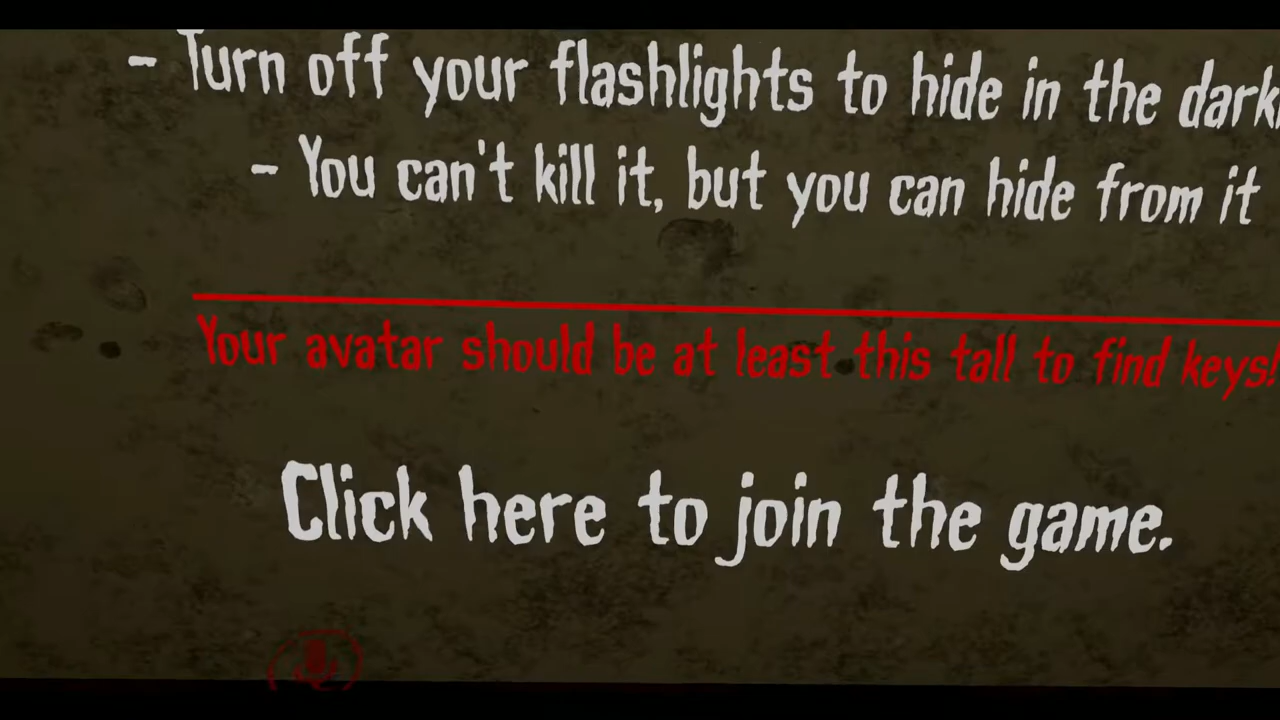 - Turn off your flashlights to hide in the dark
- You can't kill it, but you can hide from it
Your avatar should be at least this tall to find keys!
Click here to join the game.